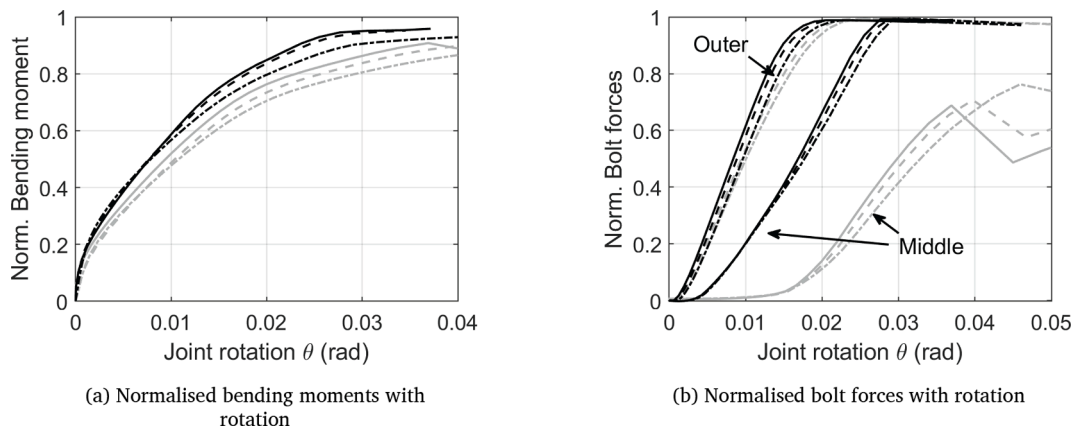 Norm. Bending moment
1
0.8
0.6
0.4
0.2
0
0
0.01
0.02
0.03
0.04
Joint rotation θ (rad)
(a) Normalised bending moments with
rotation
Norm. Bolt forces
1
0.8
0.6
0.4
0.2
0
Outer
Middle
0
0.01
0.02
0.03
0.04
0.05
Joint rotation θ (rad)
(b) Normalised bolt forces with rotation